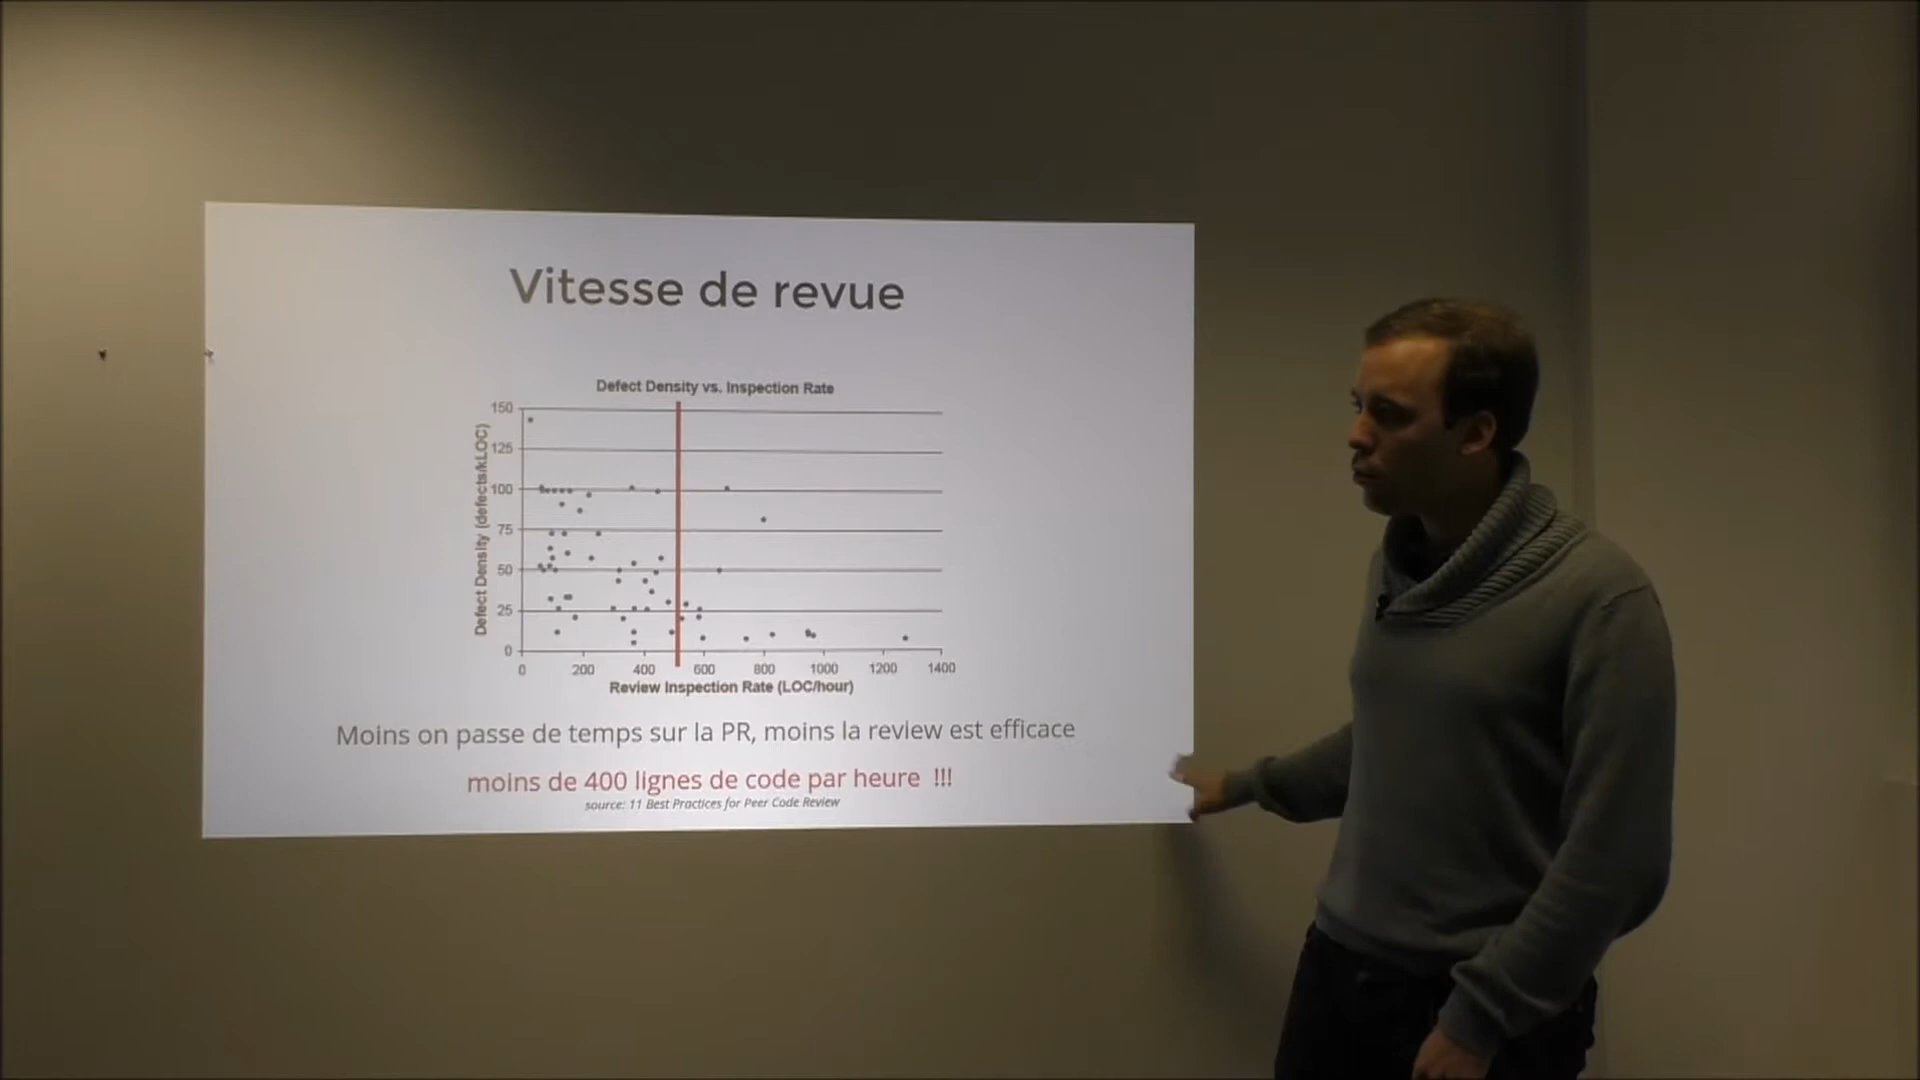 Vitesse de revue
Defect Density vs. Inspection Rate
Defect Density (defects/kLOC)
150
125
100
75
50
25
0
0 200 400 600 800 1000 1200 1400
Review Inspection Rate (LOC/hour)
Moins on passe de temps sur la PR, moins la review est efficace
moins de 400 lignes de code par heure !!!
source: 11 Best Practices for Peer Code Review